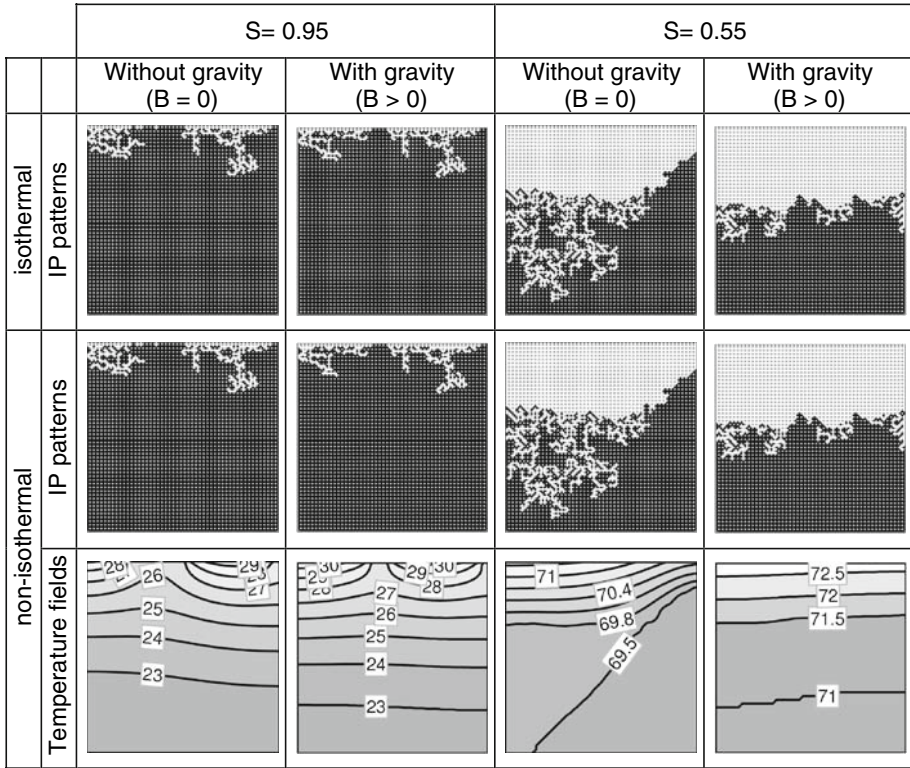 S= 0.95
S= 0.55
Without gravity
(B = 0)
With gravity
(B > 0)
Without gravity
(B = 0)
With gravity
(B > 0)
isothermal
IP patterns
non-isothermal
IP patterns
Temperature fields
28
26
29
27
25
24
23
30
29
28
27
26
25
24
23
71
70.4
69.8
69.5
72.5
72
71.5
71